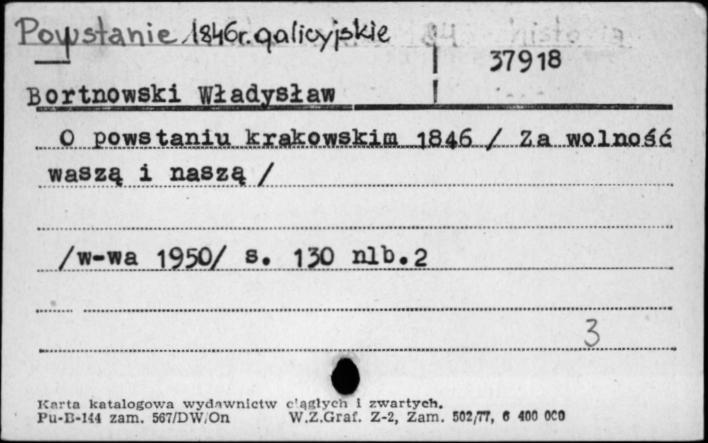 Powstanie 1846r. galicyjskie
37918
Bortnowski Władysław
O powstaniu krakowskim 1846 / Za wolność
waszą i naszą /
/w-wa 1950/ s. 130 nlb.2
3
Karta katalogowa wydawnictw ciągłych i zwartych.
Pu-B-144 zam. 567/DW/On W.Z.Graf. Z-2, Zam. 502/77, 6 400 000